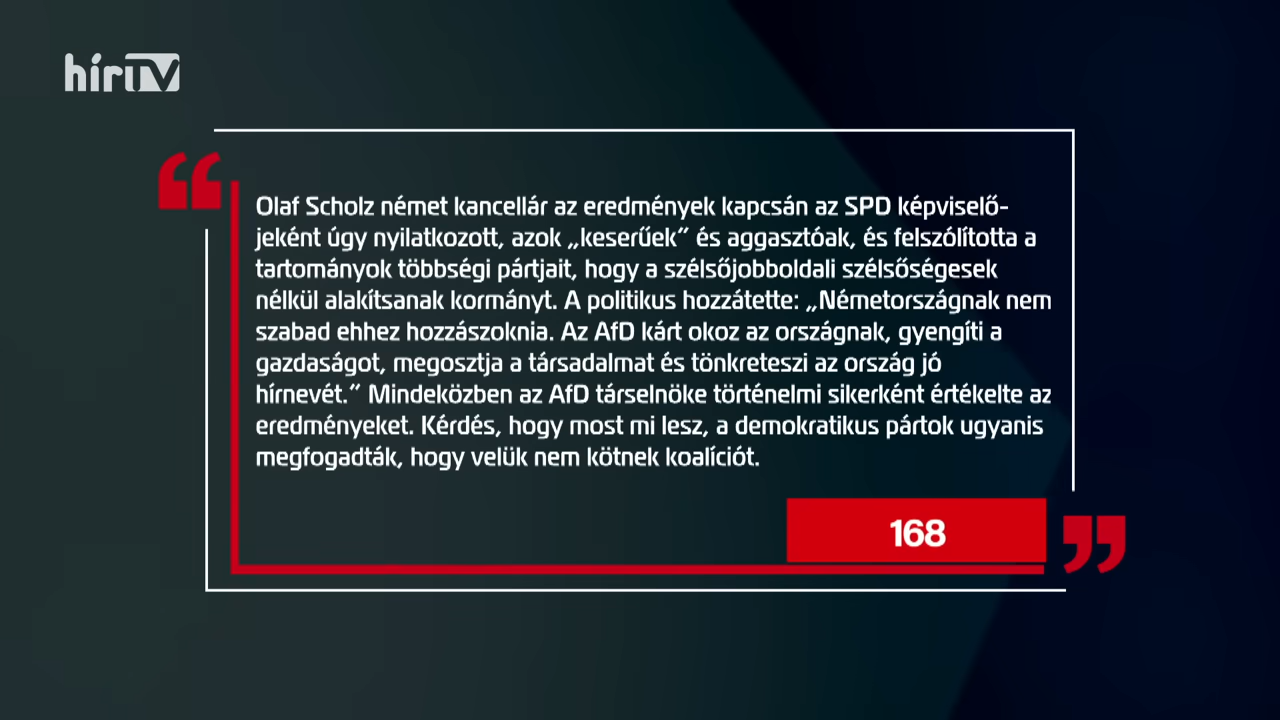 hírTV
“
Olaf Scholz német kancellár az eredmények kapcsán az SPD képviselő-
jeként úgy nyilatkozott, azok „keserűek” és aggasztóak, és felszólította a
tartományok többségi pártjait, hogy a szélsőjobboldali szélsőségesek
nélkül alakítsanak kormányt. A politikus hozzátette: „Németországnak nem
szabad ehhez hozzászoknia. Az AfD kárt okoz az országnak, gyengíti a
gazdaságot, megosztja a társadalmat és tönkreteszi az ország jó
hírnevét.” Mindeközben az AfD társelnöke történelmi sikerként értékelte az
eredményeket. Kérdés, hogy most mi lesz, a demokratikus pártok ugyanis
megfogadták, hogy velük nem kötnek koalíciót.
168
”